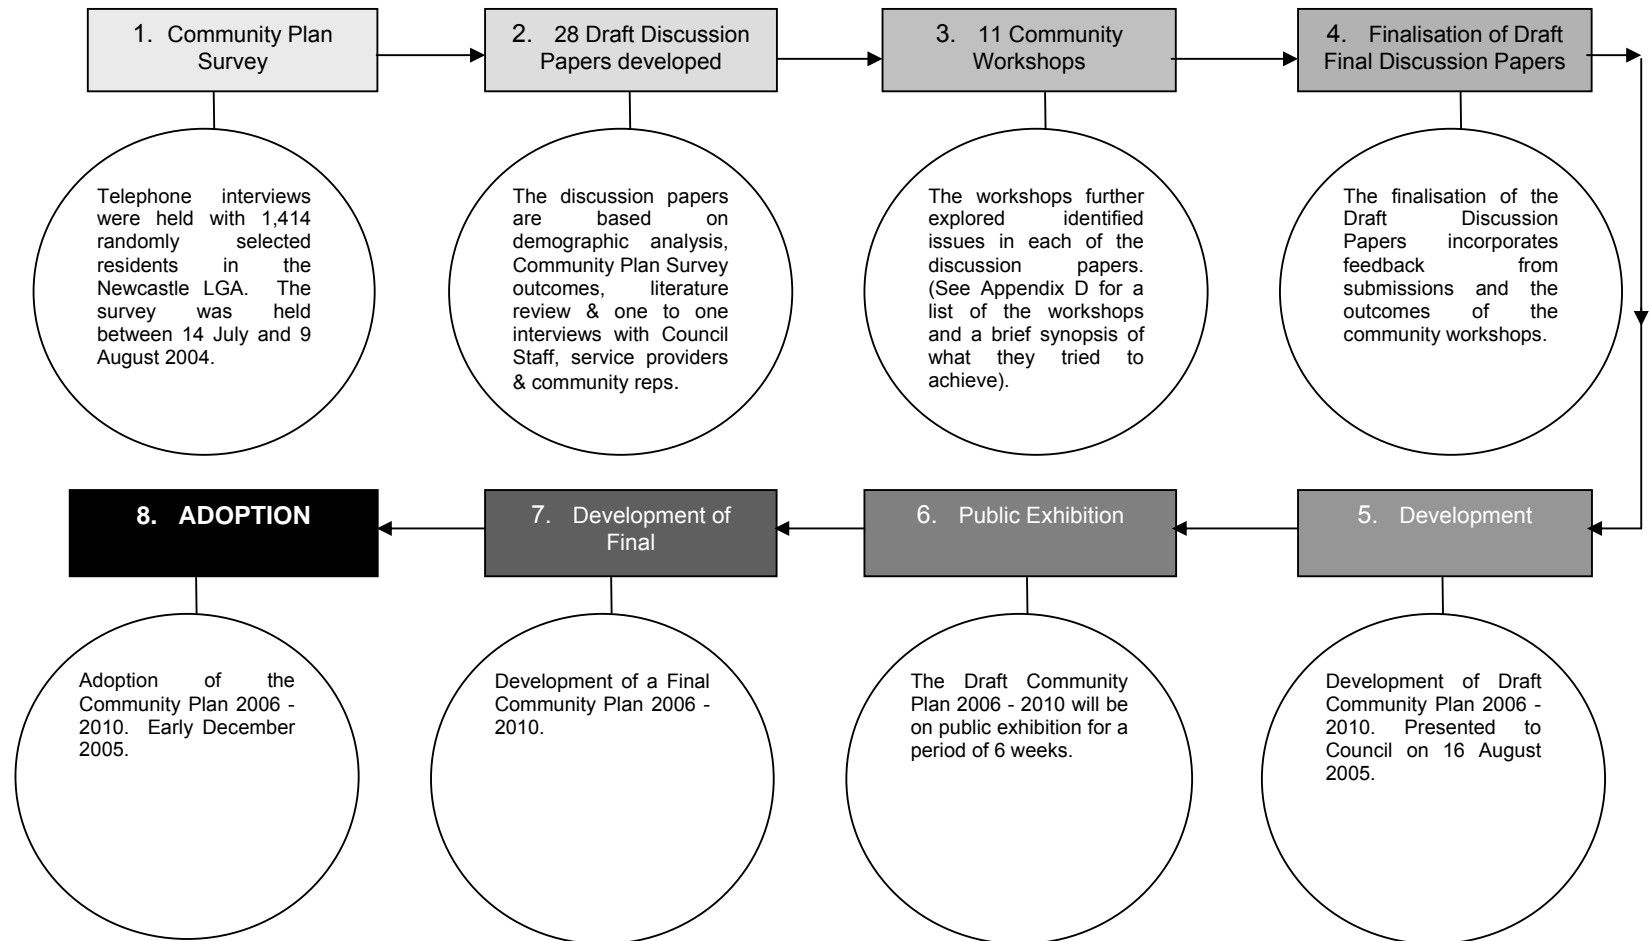 1. Community Plan
Survey
2. 28 Draft Discussion
Papers developed
3. 11 Community
Workshops
4. Finalisation of Draft
Final Discussion Papers
Telephone interviews
were held with 1,414
randomly selected
residents in the
Newcastle LGA. The
survey was held
between 14 July and 9
August 2004.
The discussion papers
are based on
demographic analysis,
Community Plan Survey
outcomes, literature
review & one to one
interviews with Council
Staff, service providers
& community reps.
The workshops further
explored identified
issues in each of the
discussion papers.
(See Appendix D for a
list of the workshops
and a brief synopsis of
what they tried to
achieve).
The finalisation of the
Draft Discussion
Papers incorporates
feedback from
submissions and the
outcomes of the
community workshops.
8. ADOPTION
7. Development of
Final
6. Public Exhibition
5. Development
Adoption of the
Community Plan 2006 -
2010. Early December
2005.
Development of a Final
Community Plan 2006 -
2010.
The Draft Community
Plan 2006 - 2010 will be
on public exhibition for a
period of 6 weeks.
Development of Draft
Community Plan 2006 -
2010. Presented to
Council on 16 August
2005.